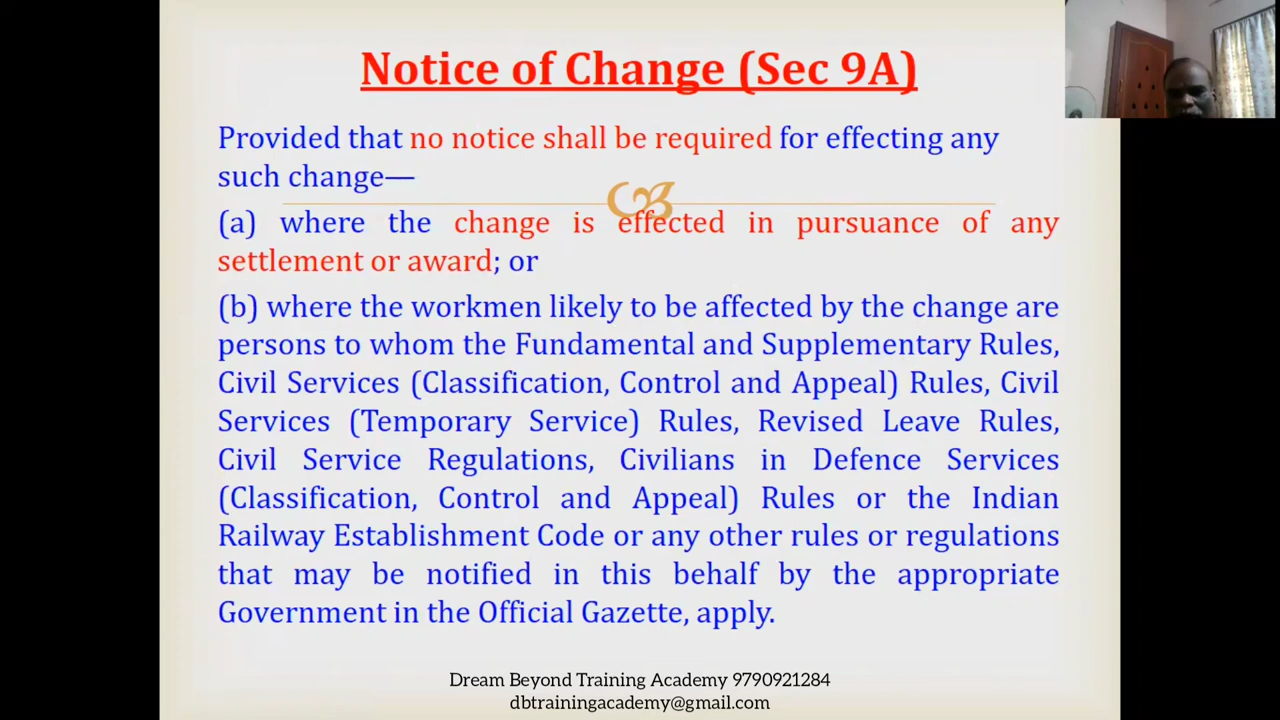 Notice of Change (Sec 9A)
Provided that no notice shall be required for effecting any
such change—
(a) where the change is effected in pursuance of any
settlement or award; or
(b) where the workmen likely to be affected by the change are
persons to whom the Fundamental and Supplementary Rules,
Civil Services (Classification, Control and Appeal) Rules, Civil
Services (Temporary Service) Rules, Revised Leave Rules,
Civil Service Regulations, Civilians in Defence Services
(Classification, Control and Appeal) Rules or the Indian
Railway Establishment Code or any other rules or regulations
that may be notified in this behalf by the appropriate
Government in the Official Gazette, apply.
Dream Beyond Training Academy 9790921284
dbtrainingacademy@gmail.com